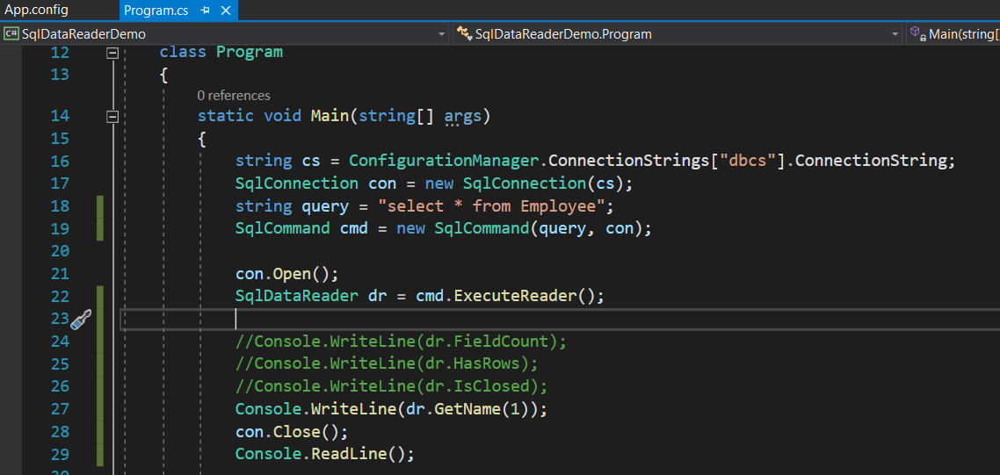 App.config Program.cs
C# SqlDataReaderDemo SqlDataReaderDemo.Program Main(string[
12 class Program
13 {
0 references
14 static void Main(string[] args)
15 {
16 string cs = ConfigurationManager.ConnectionStrings["dbcs"].ConnectionString;
17 SqlConnection con = new SqlConnection(cs);
18 string query = "select * from Employee";
19 SqlCommand cmd = new SqlCommand(query, con);
20
21 con.Open();
22 SqlDataReader dr = cmd.ExecuteReader();
23
24 //Console.WriteLine(dr.FieldCount);
25 //Console.WriteLine(dr.HasRows);
26 //Console.WriteLine(dr.IsClosed);
27 Console.WriteLine(dr.GetName(1));
28 con.Close();
29 Console.ReadLine();